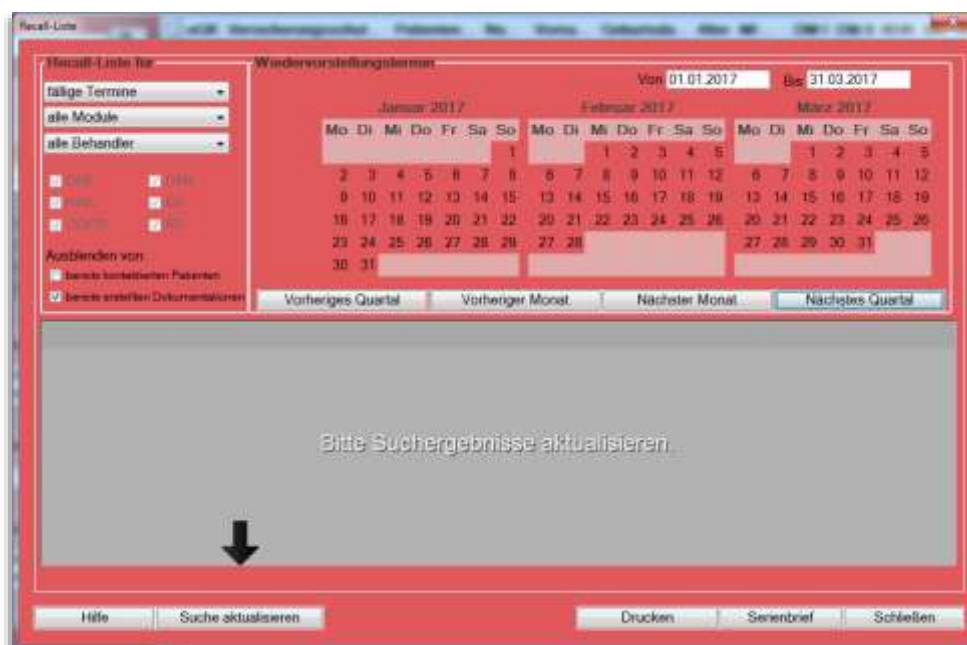 Recall-Liste
Recall-Liste für
fällige Termine
alle Module
alle Behandler
Ausblenden von:
bereits kontaktierten Patienten
bereits erstellten Dokumentationen
Wiedervorstellungstermin
Von 01.01.2017 Bis 31.03.2017
Januar 2017
Mo Di Mi Do Fr Sa So
1
2 3 4 5 6 7 8
9 10 11 12 13 14 15
16 17 18 19 20 21 22
23 24 25 26 27 28 29
30 31
Februar 2017
Mo Di Mi Do Fr Sa So
1 2 3 4 5
6 7 8 9 10 11 12
13 14 15 16 17 18 19
20 21 22 23 24 25 26
27 28
März 2017
Mo Di Mi Do Fr Sa So
1 2 3 4 5
6 7 8 9 10 11 12
13 14 15 16 17 18 19
20 21 22 23 24 25 26
27 28 29 30 31
Vorheriges Quartal Vorheriger Monat Nächster Monat Nächstes Quartal
Bitte Suchergebnisse aktualisieren.
Hilfe Suche aktualisieren Drucken Serienbrief Schließen